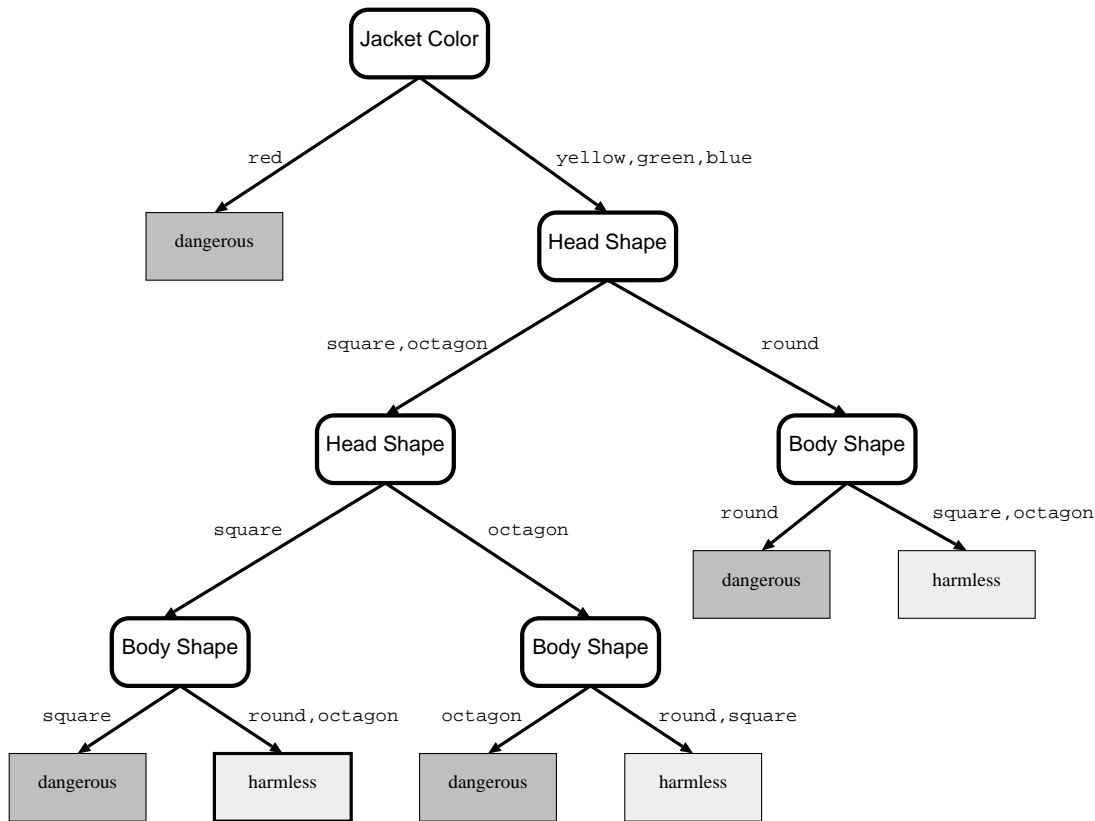 Jacket Color
red
yellow,green,blue
dangerous
Head Shape
square,octagon
round
Head Shape
Body Shape
square
octagon
round
square,octagon
dangerous
harmless
Body Shape
Body Shape
square
round,octagon
octagon
round,square
dangerous
harmless
dangerous
harmless